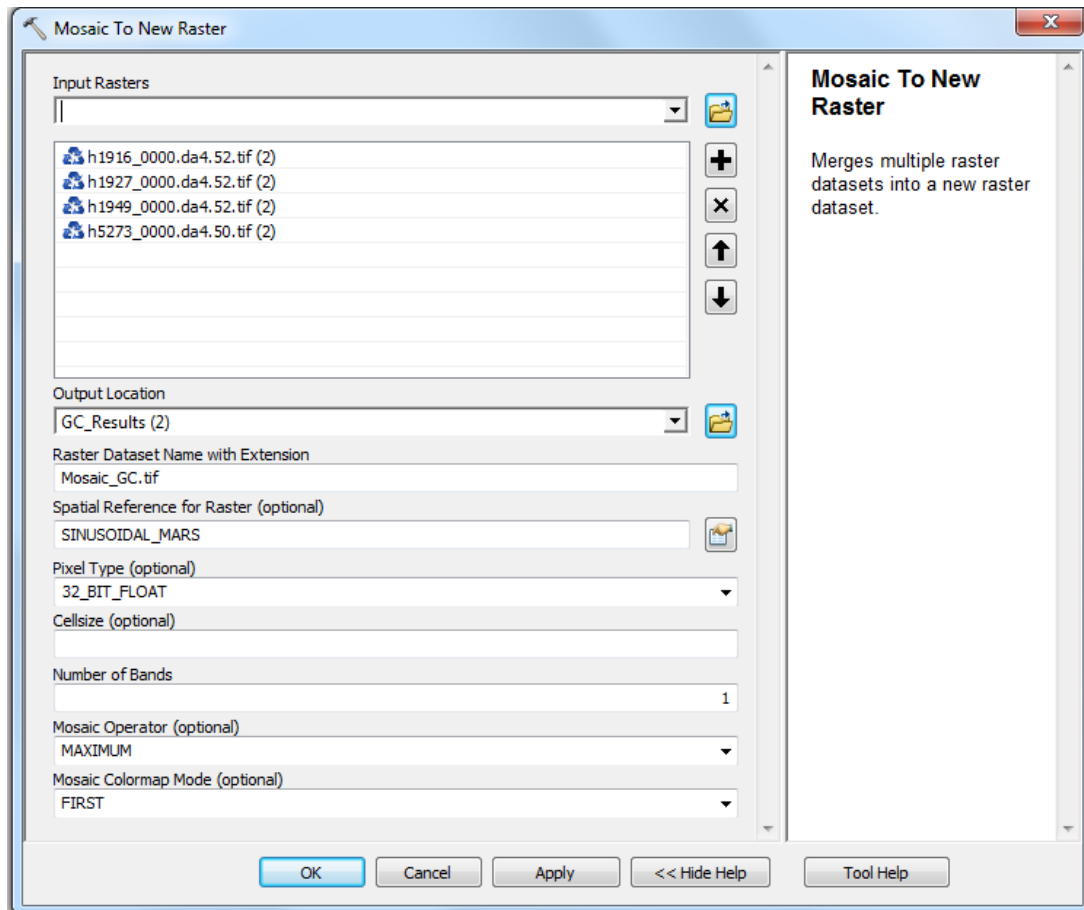 Mosaic To New Raster
Input Rasters
h1916_0000.da4.52.tif (2)
h1927_0000.da4.52.tif (2)
h1949_0000.da4.52.tif (2)
h5273_0000.da4.50.tif (2)
Output Location
GC_Results (2)
Raster Dataset Name with Extension
Mosaic_GC.tif
Spatial Reference for Raster (optional)
SINUSOIDAL_MARS
Pixel Type (optional)
32_BIT_FLOAT
Cellsize (optional)
Number of Bands
1
Mosaic Operator (optional)
MAXIMUM
Mosaic Colormap Mode (optional)
FIRST
Mosaic To New
Raster
Merges multiple raster
datasets into a new raster
dataset.
OK
Cancel
Apply
<< Hide Help
Tool Help